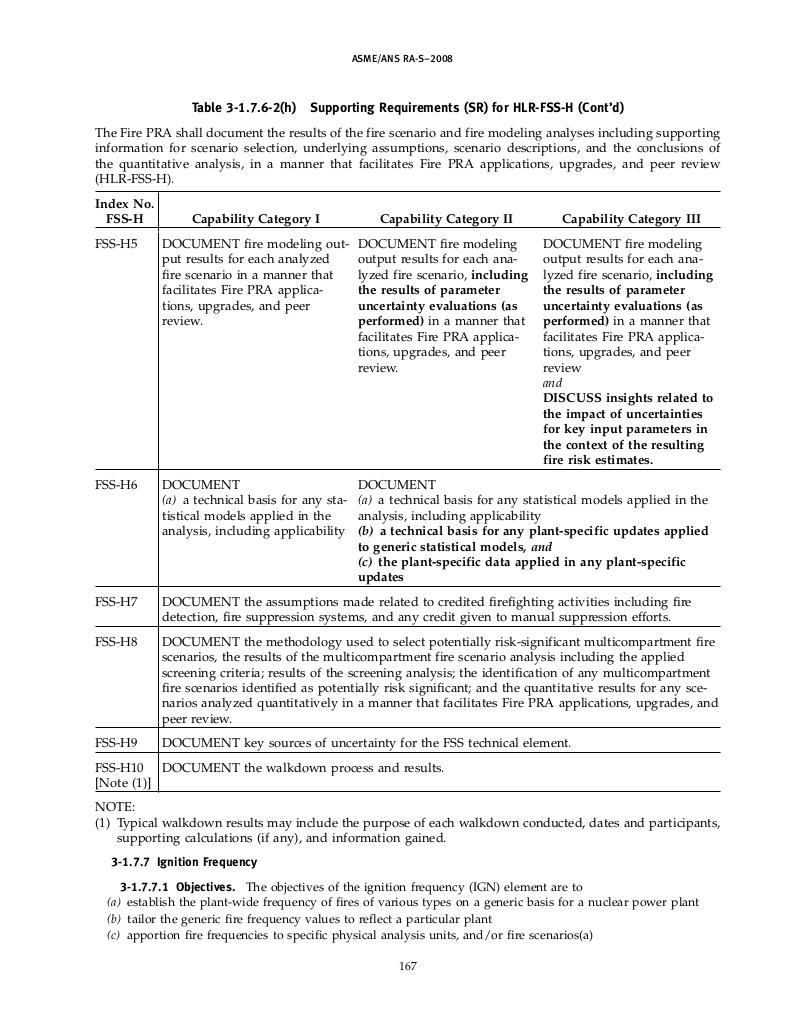 ASME/ANS RA-S–2008
Table 3-1.7.6-2(h) Supporting Requirements (SR) for HLR-FSS-H (Cont'd)
The Fire PRA shall document the results of the fire scenario and fire modeling analyses including supporting
information for scenario selection, underlying assumptions, scenario descriptions, and the conclusions of
the quantitative analysis, in a manner that facilitates Fire PRA applications, upgrades, and peer review
(HLR-FSS-H).
Index No.
FSS-H
Capability Category I
Capability Category II
Capability Category III
FSS-H5
DOCUMENT fire modeling out-
put results for each analyzed
fire scenario in a manner that
facilitates Fire PRA applica-
tions, upgrades, and peer
review.
DOCUMENT fire modeling
output results for each ana-
lyzed fire scenario, including
the results of parameter
uncertainty evaluations (as
performed) in a manner that
facilitates Fire PRA applica-
tions, upgrades, and peer
review.
DOCUMENT fire modeling
output results for each ana-
lyzed fire scenario, including
the results of parameter
uncertainty evaluations (as
performed) in a manner that
facilitates Fire PRA applica-
tions, upgrades, and peer
review
and
DISCUSS insights related to
the impact of uncertainties
for key input parameters in
the context of the resulting
fire risk estimates.
FSS-H6
DOCUMENT
(a) a technical basis for any sta-
tistical models applied in the
analysis, including applicability
DOCUMENT
(a) a technical basis for any statistical models applied in the
analysis, including applicability
(b) a technical basis for any plant-specific updates applied
to generic statistical models, and
(c) the plant-specific data applied in any plant-specific
updates
FSS-H7
DOCUMENT the assumptions made related to credited firefighting activities including fire
detection, fire suppression systems, and any credit given to manual suppression efforts.
FSS-H8
DOCUMENT the methodology used to select potentially risk-significant multicompartment fire
scenarios, the results of the multicompartment fire scenario analysis including the applied
screening criteria; results of the screening analysis; the identification of any multicompartment
fire scenarios identified as potentially risk significant; and the quantitative results for any sce-
narios analyzed quantitatively in a manner that facilitates Fire PRA applications, upgrades, and
peer review.
FSS-H9
DOCUMENT key sources of uncertainty for the FSS technical element.
FSS-H10
[Note (1)]
DOCUMENT the walkdown process and results.
NOTE:
(1) Typical walkdown results may include the purpose of each walkdown conducted, dates and participants,
supporting calculations (if any), and information gained.
3-1.7.7 Ignition Frequency
3-1.7.7.1 Objectives. The objectives of the ignition frequency (IGN) element are to
(a) establish the plant-wide frequency of fires of various types on a generic basis for a nuclear power plant
(b) tailor the generic fire frequency values to reflect a particular plant
(c) apportion fire frequencies to specific physical analysis units, and/or fire scenarios(a)
167